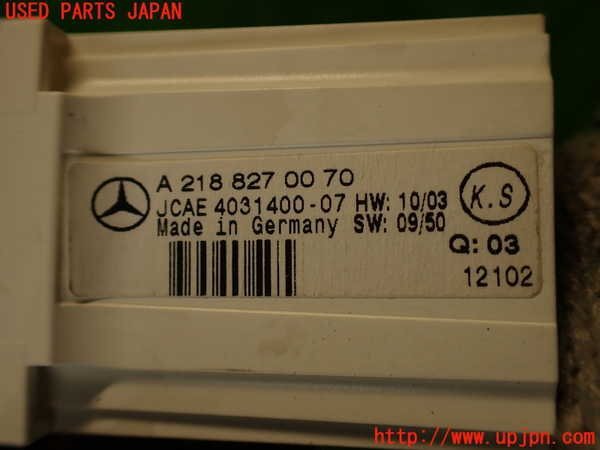 USED PARTS JAPAN
A 218 827 00 70
JCAE 4031400-07 HW: 10/03
Made in Germany SW: 09/50
K.S
Q: 03
12102
http://www.upjpn.com/